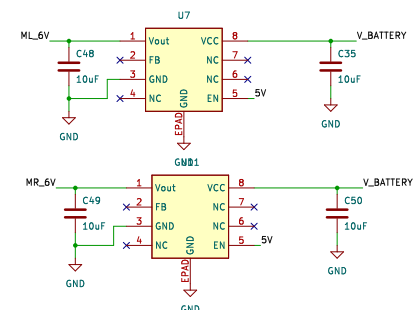 U7
ML_6V 1 Vout VCC 8 V_BATTERY
C48 2 FB NC 7 C35
10uF 3 GND NC 6 10uF
4 NC GND EN 5 5V
EPAD
GND GND
MR_6V 1 Vout VCC 8 V_BATTERY
C49 2 FB NC 7 C50
10uF 3 GND NC 6 10uF
4 NC GND EN 5 5V
EPAD
GND GND
GND